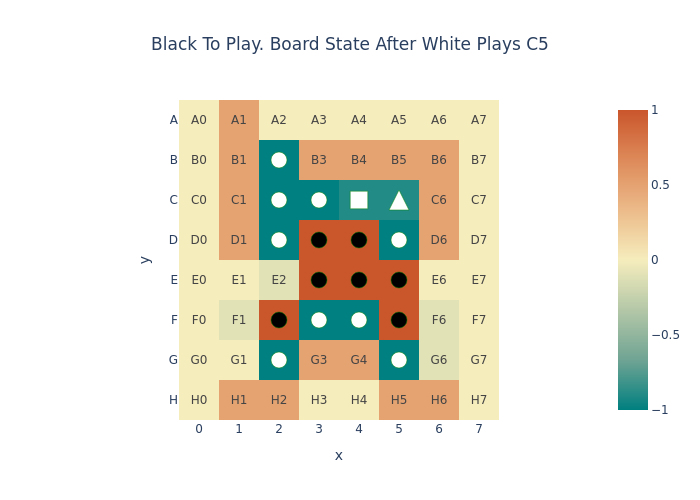 Black To Play. Board State After White Plays C5
A A0 A1 A2 A3 A4 A5 A6 A7
B B0 B1 B3 B4 B5 B6 B7
C C0 C1 C6 C7
D D0 D1 D6 D7
E E0 E1 E2 E6 E7
F F0 F1 F6 F7
G G0 G1 G3 G4 G6 G7
H H0 H1 H2 H3 H4 H5 H6 H7
0 1 2 3 4 5 6 7
x
y
1
0.5
0
−0.5
−1